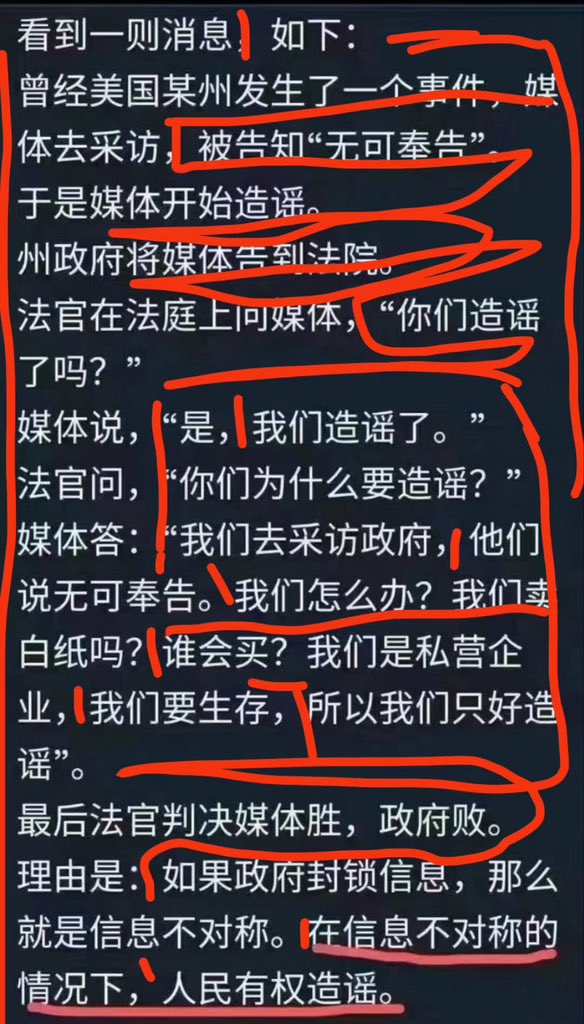 看到一则消息，如下：
曾经美国某州发生了一个事件，媒
体去采访，被告知“无可奉告”。
于是媒体开始造谣。
州政府将媒体告到法院。
法官在法庭上问媒体，“你们造谣
了吗？”
媒体说，“是，我们造谣了。”
法官问，“你们为什么要造谣？”
媒体答：“我们去采访政府，他们
说无可奉告。我们怎么办？我们卖
白纸吗？谁会买？我们是私营企
业，我们要生存，所以我们只好造
谣”。
最后法官判决媒体胜，政府败。
理由是：如果政府封锁信息，那么
就是信息不对称。在信息不对称的
情况下，人民有权造谣。